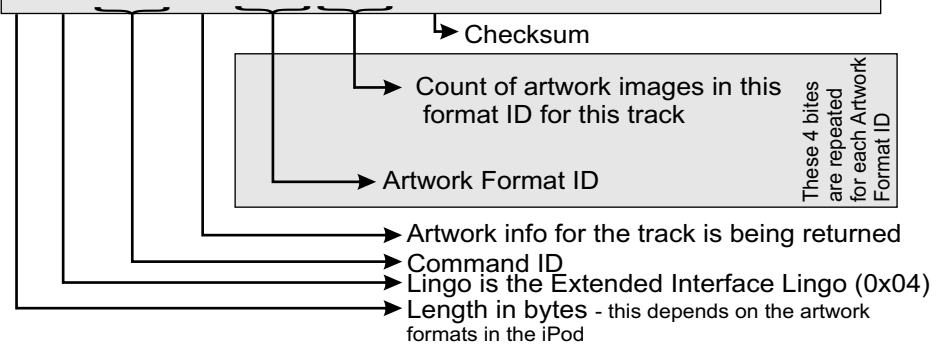 Checksum
Count of artwork images in this
format ID for this track
These 4 bites
are repeated
for each Artwork
Format ID
Artwork Format ID
Artwork info for the track is being returned
Command ID
Lingo is the Extended Interface Lingo (0x04)
Length in bytes - this depends on the artwork
formats in the iPod